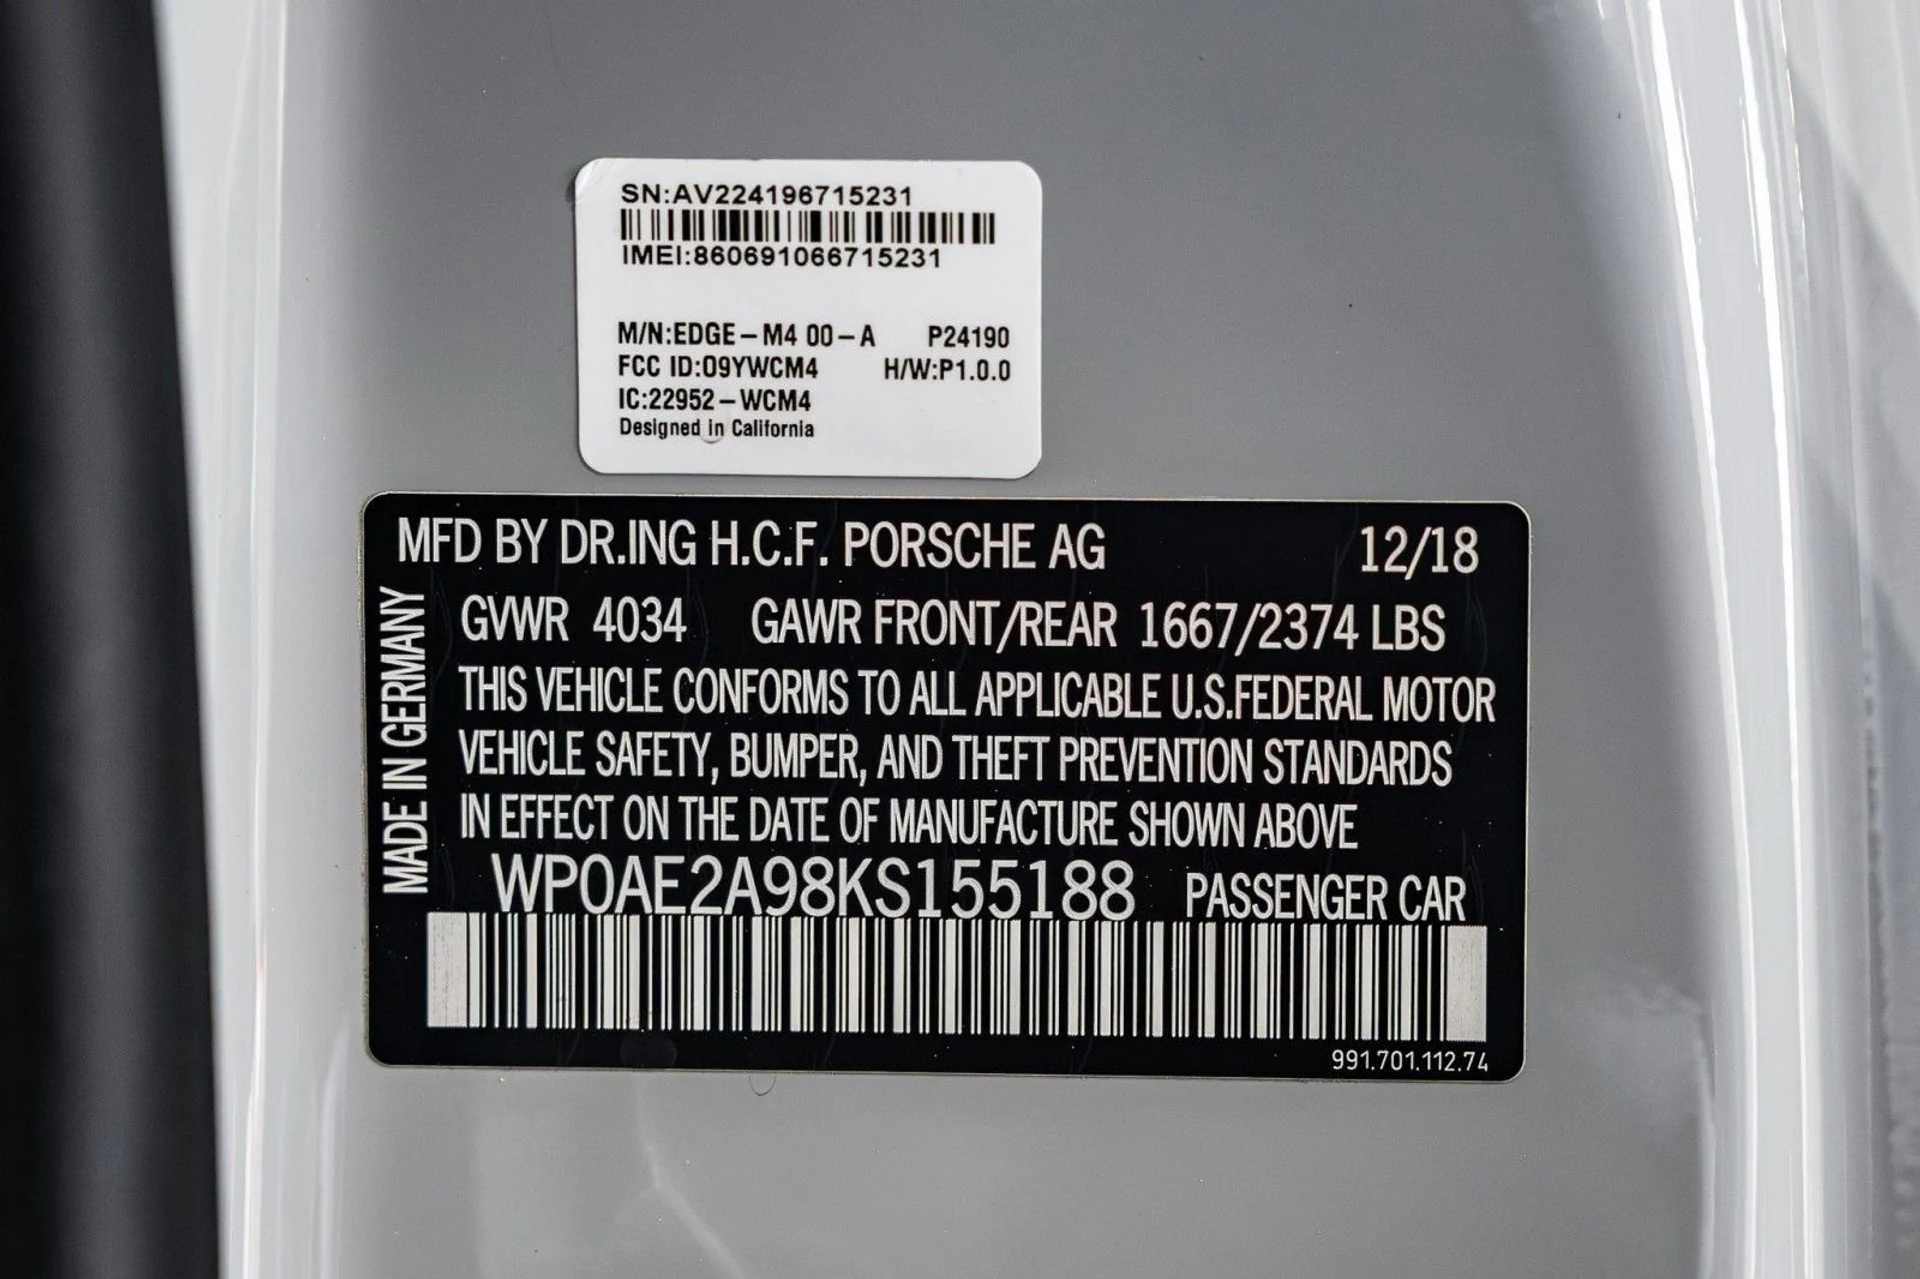 SN:AV224196715231
IMEI:860691066715231
M/N:EDGE-M4 00-A P24190
FCC ID:O9YWCM4 H/W:P1.0.0
IC:22952-WCM4
Designed in California
MFD BY DR.ING H.C.F. PORSCHE AG 12/18
GVWR 4034 GAWR FRONT/REAR 1667/2374 LBS
THIS VEHICLE CONFORMS TO ALL APPLICABLE U.S.FEDERAL MOTOR
VEHICLE SAFETY, BUMPER, AND THEFT PREVENTION STANDARDS
IN EFFECT ON THE DATE OF MANUFACTURE SHOWN ABOVE
WP0AE2A98KS155188 PASSENGER CAR
991.701.112.74
MADE IN GERMANY